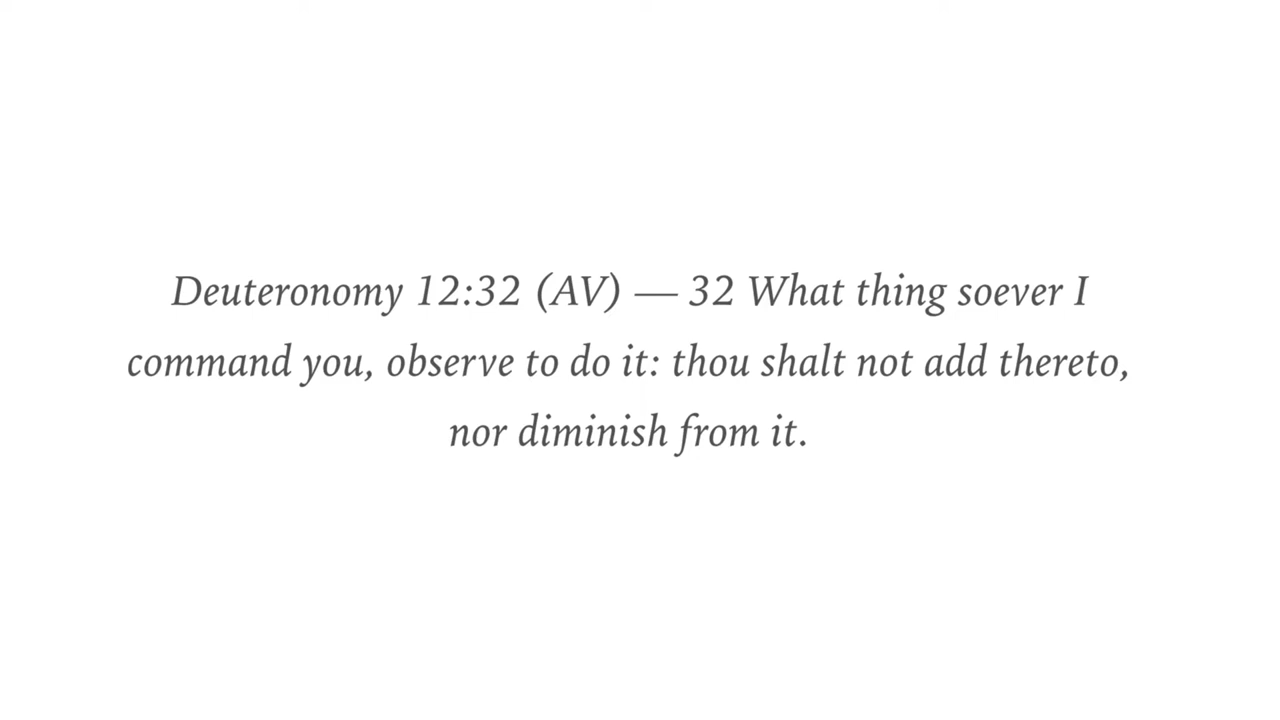 Deuteronomy 12:32 (AV) — 32 What thing soever I
command you, observe to do it: thou shalt not add thereto,
nor diminish from it.